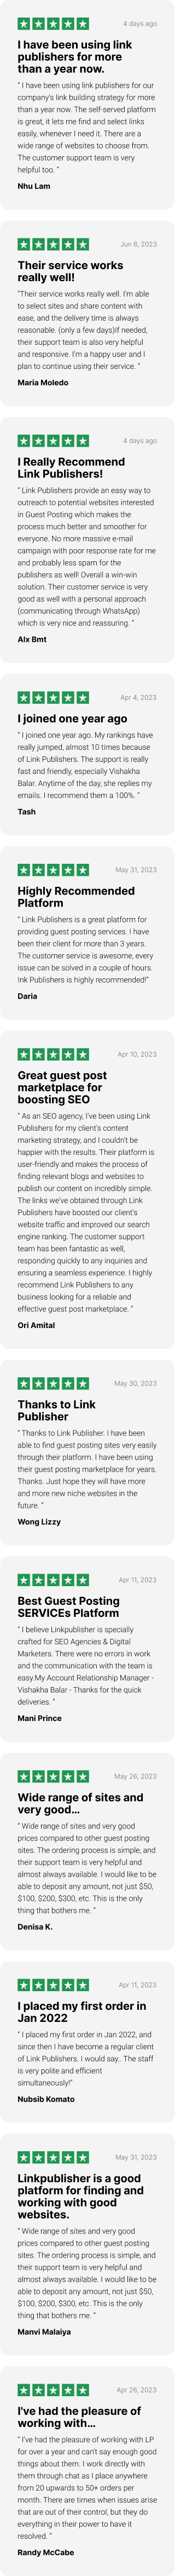 4 days ago
I have been using link
publishers for more
than a year now.
“ I have been using link publishers for our
company's link building strategy for more
than a year now. The self-served platform
is great, it lets me find and select links
easily, whenever I need it. There are a
wide range of websites to choose from.
The customer support team is very
helpful too. ”
Nhu Lam
Jun 8, 2023
Their service works
really well!
"Their service works really well. I'm able
to select sites and share content with
ease, and the delivery time is always
reasonable. (only a few days)If needed,
their support team is also very helpful
and responsive. I'm a happy user and I
plan to continue using their service. ”
Maria Moledo
4 days ago
I Really Recommend
Link Publishers!
“ Link Publishers provide an easy way to
outreach to potential websites interested
in Guest Posting which makes the
process much better and smoother for
everyone. No more massive e-mail
campaign with poor response rate for me
and probably less spam for the
publishers as well! Overall a win-win
solution. Their customer service is very
good as well with a personal approach
(communicating through WhatsApp)
which is very nice and reassuring. ”
Alx Bmt
Apr 4, 2023
I joined one year ago
“ I joined one year ago. My rankings have
really jumped, almost 10 times because
of Link Publishers. The support is really
fast and friendly, especially Vishakha
Balar. Anytime of the day, she replies my
emails. I recommend them a 100%. ”
Tash
May 31, 2023
Highly Recommended
Platform
“ Link Publishers is a great platform for
providing guest posting services. I have
been their client for more than 3 years.
The customer service is awesome, every
issue can be solved in a couple of hours.
Ink Publishers is highly recommended!”
Daria
Apr 10, 2023
Great guest post
marketplace for
boosting SEO
“ As an SEO agency, I've been using Link
Publishers for my client's content
marketing strategy, and I couldn't be
happier with the results. Their platform is
user-friendly and makes the process of
finding relevant blogs and websites to
publish our content on incredibly simple.
The links we've obtained through Link
Publishers have boosted our client's
website traffic and improved our search
engine ranking. The customer support
team has been fantastic as well,
responding quickly to any inquiries and
ensuring a seamless experience. I highly
recommend Link Publishers to any
business looking for a reliable and
effective guest post marketplace. ”
Ori Amital
May 30, 2023
Thanks to Link
Publisher
“ Thanks to Link Publisher. I have been
able to find guest posting sites very easily
through their platform. I have been using
their guest posting marketplace for years.
Thanks. Just hope they will have more
and more new niche websites in the
future. ”
Wong Lizzy
Apr 11, 2023
Best Guest Posting
SERVICEs Platform
“ I believe Linkpublisher is specially
crafted for SEO Agencies & Digital
Marketers. There were no errors in work
and the communication with the team is
easy.My Account Relationship Manager -
Vishakha Balar - Thanks for the quick
deliveries. ”
Mani Prince
May 26, 2023
Wide range of sites and
very good...
“ Wide range of sites and very good
prices compared to other guest posting
sites. The ordering process is simple, and
their support team is very helpful and
almost always available. I would like to be
able to deposit any amount, not just $50,
$100, $200, $300, etc. This is the only
thing that bothers me. ”
Denisa K.
Apr 11, 2023
I placed my first order in
Jan 2022
“ I placed my first order in Jan 2022, and
since then I have become a regular client
of Link Publishers. I would say.. The staff
is very polite and efficient
simultaneously!”
Nubsib Komato
May 31, 2023
Linkpublisher is a good
platform for finding and
working with good
websites.
“ Wide range of sites and very good
prices compared to other guest posting
sites. The ordering process is simple, and
their support team is very helpful and
almost always available. I would like to be
able to deposit any amount, not just $50,
$100, $200, $300, etc. This is the only
thing that bothers me. ”
Manvi Malaiya
Apr 26, 2023
I've had the pleasure of
working with...
“ I've had the pleasure of working with LP
for over a year and can't say enough good
things about them. I work directly with
them through chat as I place anywhere
from 20 upwards to 50+ orders per
month. There are times when issues arise
that are out of their control, but they do
everything in their power to have it
resolved. ”
Randy McCabe